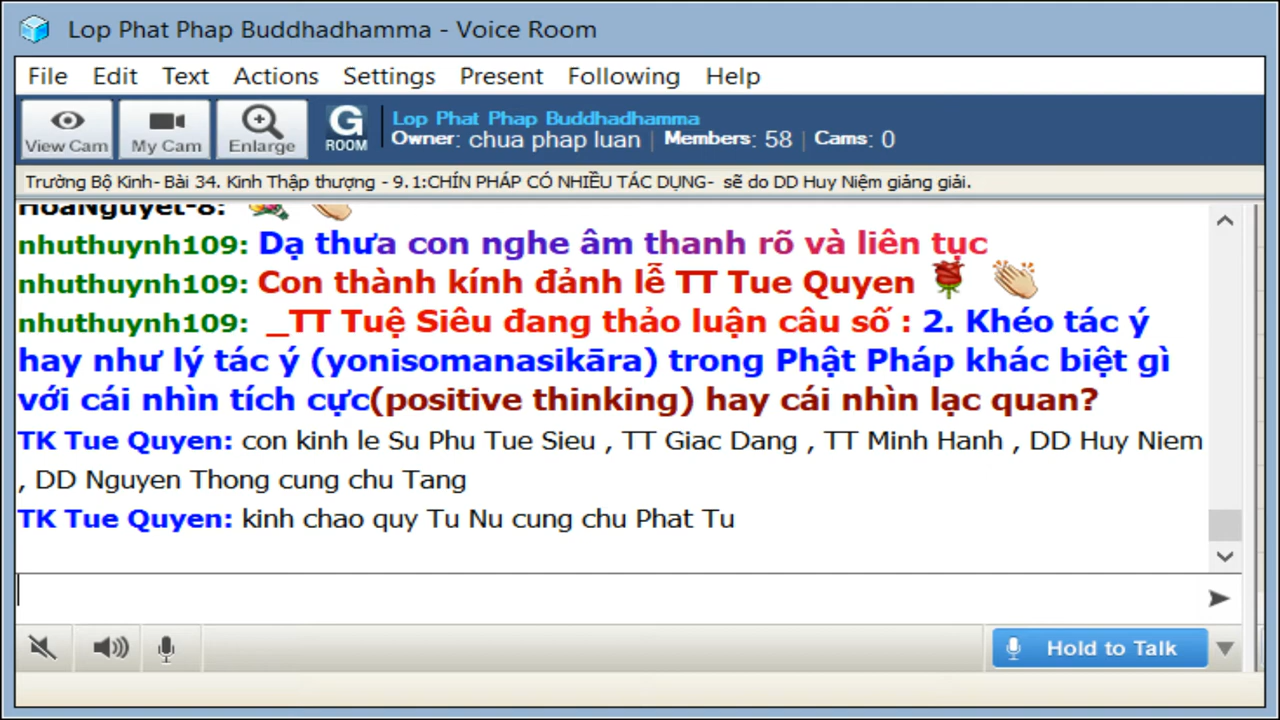 Lop Phat Phap Buddhadhamma - Voice Room
File Edit Text Actions Settings Present Following Help
View Cam My Cam Enlarge G ROOM
Lop Phat Phap Buddhadhamma
Owner: chua phap luan | Members: 58 | Cams: 0
Trường Bộ Kinh- Bài 34. Kinh Thập thượng - 9.1:CHÍN PHÁP CÓ NHIỀU TÁC DỤNG- sẽ do DD Huy Niệm giảng giải.
HoaNguyet-8:
nhuthuynh109: Dạ thưa con nghe âm thanh rõ và liên tục
nhuthuynh109: Con thành kính đảnh lễ TT Tue Quyen
nhuthuynh109: _TT Tuệ Siêu đang thảo luận câu số : 2. Khéo tác ý
hay như lý tác ý (yonisomanasikāra) trong Phật Pháp khác biệt gì
với cái nhìn tích cực(positive thinking) hay cái nhìn lạc quan?
TK Tue Quyen: con kinh le Su Phu Tue Sieu , TT Giac Dang , TT Minh Hanh , DD Huy Niem
, DD Nguyen Thong cung chu Tang
TK Tue Quyen: kinh chao quy Tu Nu cung chu Phat Tu
Hold to Talk